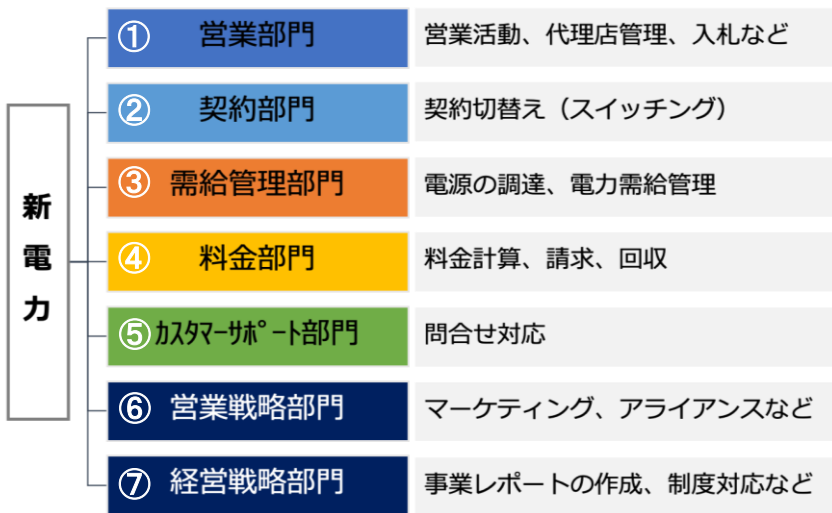 新電力
① 営業部門 営業活動、代理店管理、入札など
② 契約部門 契約切替え（スイッチング）
③ 需給管理部門 電源の調達、電力需給管理
④ 料金部門 料金計算、請求、回収
⑤ ｶｽﾀﾏｰｻﾎﾟｰﾄ部門 問合せ対応
⑥ 営業戦略部門 マーケティング、アライアンスなど
⑦ 経営戦略部門 事業レポートの作成、制度対応など